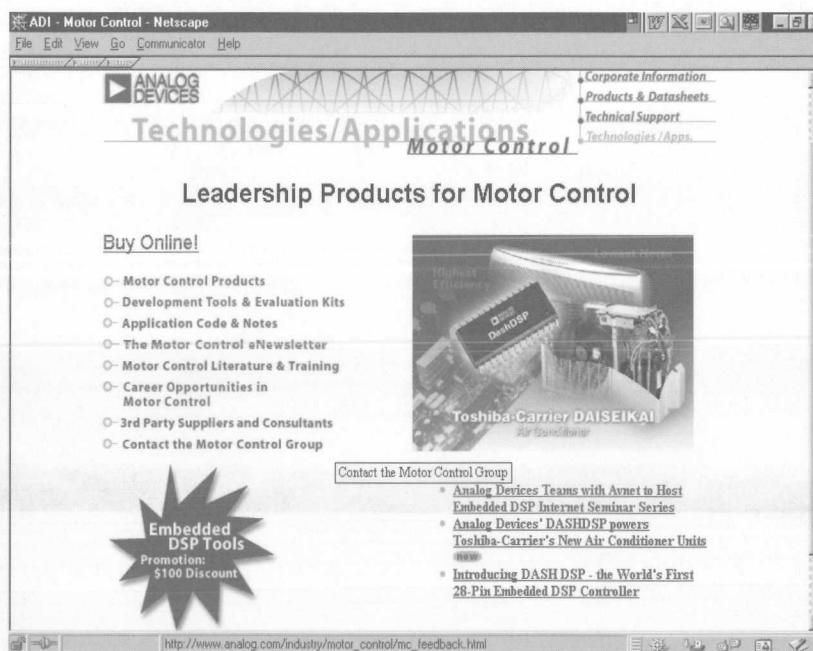 ADI - Motor Control - Netscape
File Edit View Go Communicator Help
ANALOG
DEVICES
Corporate Information
Products & Datasheets
Technical Support
Technologies /Apps.
Technologies/Applications
Motor Control
Leadership Products for Motor Control
Buy Online!
Motor Control Products
Development Tools & Evaluation Kits
Application Code & Notes
The Motor Control eNewsletter
Motor Control Literature & Training
Career Opportunities in
Motor Control
3rd Party Suppliers and Consultants
Contact the Motor Control Group
Highest
Efficiency
Lowest Noise
DashDSP
Toshiba-Carrier DAISEIKAI
Air Conditioner
Contact the Motor Control Group
Analog Devices Teams with Avnet to Host
Embedded DSP Internet Seminar Series
Analog Devices' DASHDSP powers
Toshiba-Carrier's New Air Conditioner Units
new
Introducing DASH DSP - the World's First
28-Pin Embedded DSP Controller
Embedded
DSP Tools
Promotion:
$100 Discount
http://www.analog.com/industry/motor_control/mc_feedback.html